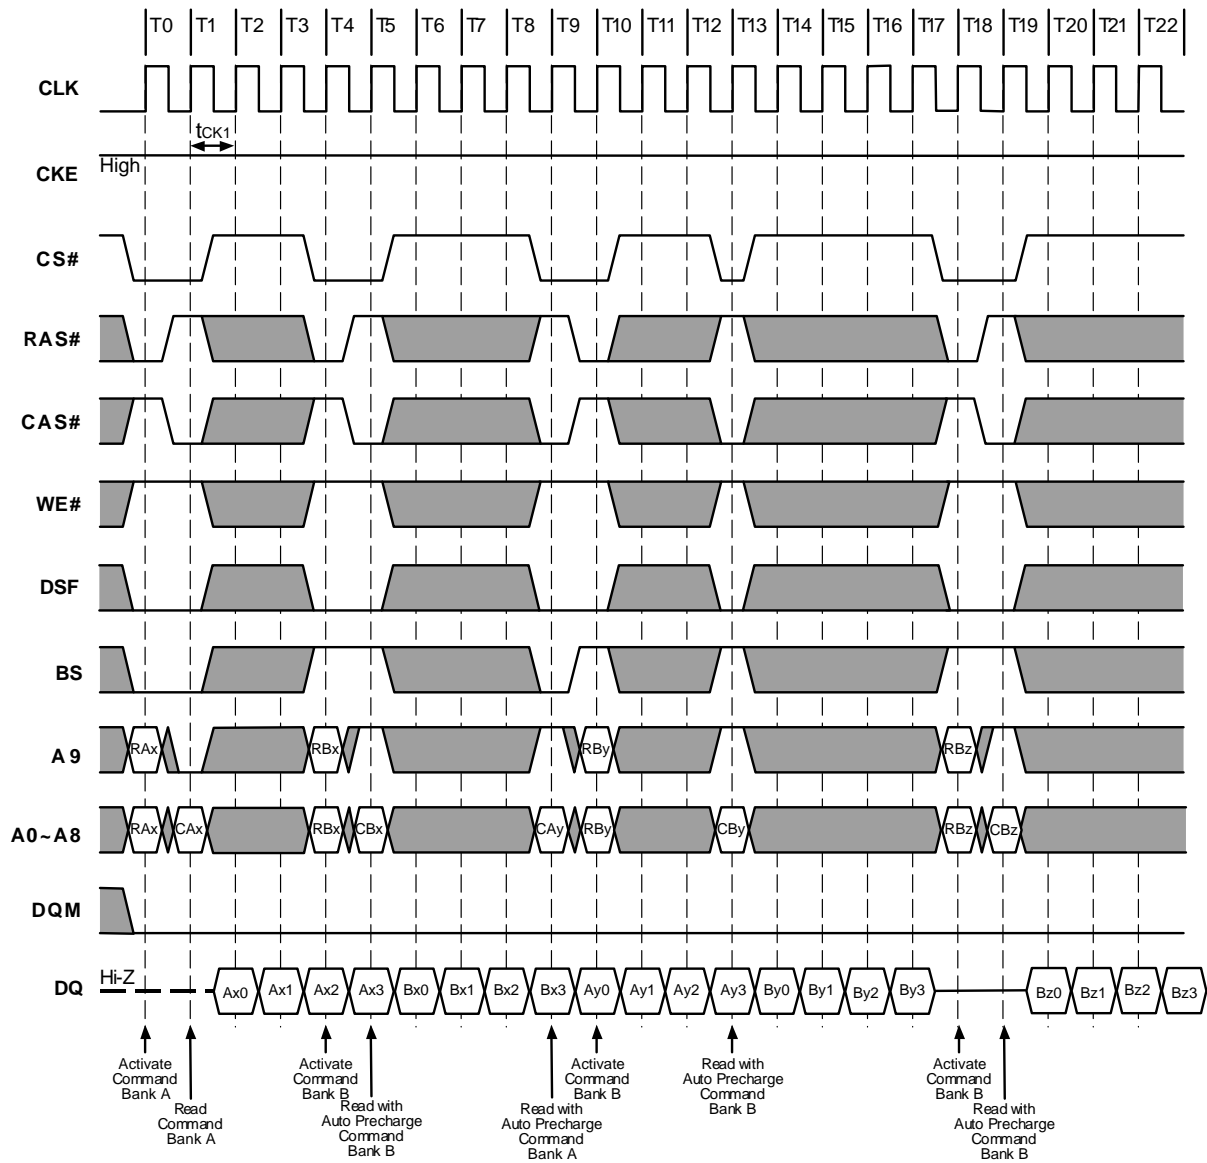 T0 T1 T2 T3 T4 T5 T6 T7 T8 T9 T10 T11 T12 T13 T14 T15 T16 T17 T18 T19 T20 T21 T22
CLK
tCK1
High
CKE
CS#
RAS#
CAS#
WE#
DSF
BS
A9 RAx RBx RBy RBz
A0~A8 RAx CAx RBx CBx CAy RBy CBy RBz CBz
DQM
Hi-Z
DQ Ax0 Ax1 Ax2 Ax3 Bx0 Bx1 Bx2 Bx3 Ay0 Ay1 Ay2 Ay3 By0 By1 By2 By3 Bz0 Bz1 Bz2 Bz3
Activate
Command
Bank A
Read
Command
Bank A
Activate
Command
Bank B
Read with
Auto Precharge
Command
Bank B
Read with
Auto Precharge
Command
Bank A
Activate
Command
Bank B
Read with
Auto Precharge
Command
Bank B
Activate
Command
Bank B
Read with
Auto Precharge
Command
Bank B